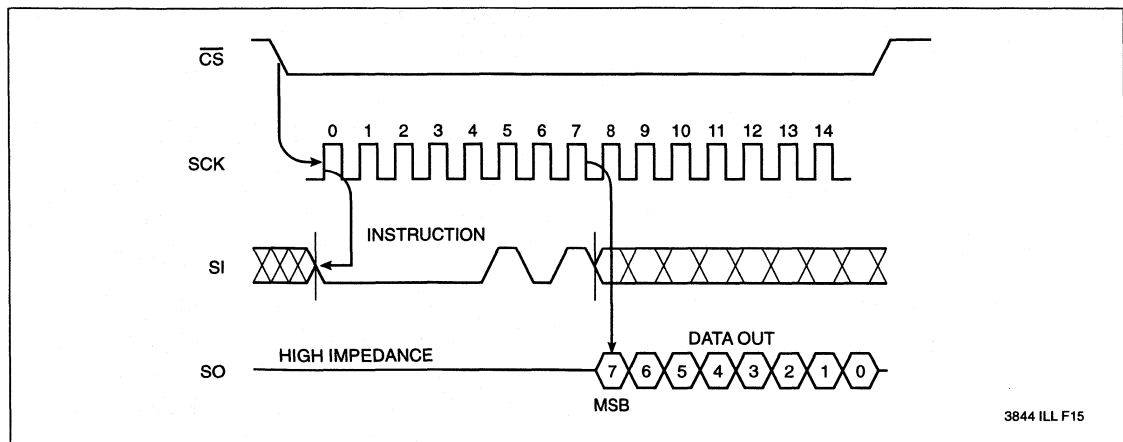 CS
0 1 2 3 4 5 6 7 8 9 10 11 12 13 14
SCK
INSTRUCTION
SI
DATA OUT
HIGH IMPEDANCE
SO
7 6 5 4 3 2 1 0
MSB
3844 ILL F15